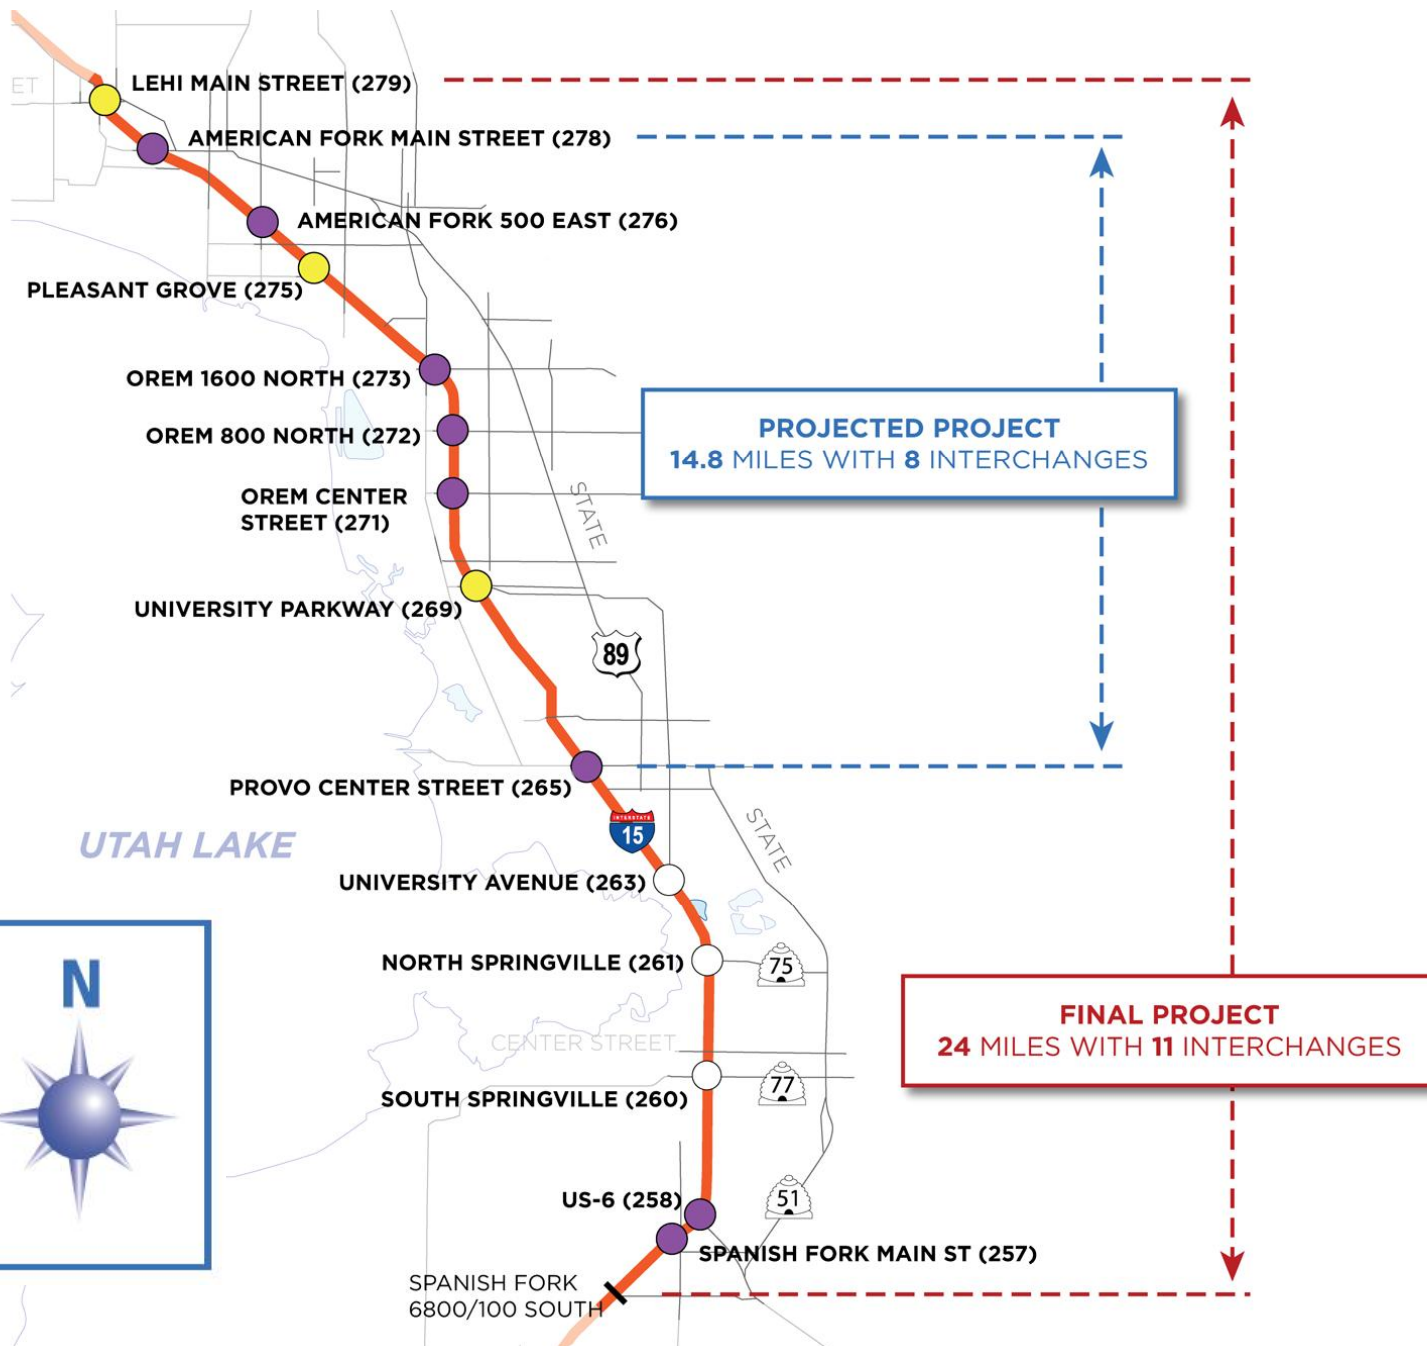 ET
LEHI MAIN STREET (279)
AMERICAN FORK MAIN STREET (278)
AMERICAN FORK 500 EAST (276)
PLEASANT GROVE (275)
OREM 1600 NORTH (273)
OREM 800 NORTH (272)
PROJECTED PROJECT
14.8 MILES WITH 8 INTERCHANGES
OREM CENTER
STREET (271)
STATE
UNIVERSITY PARKWAY (269)
89
PROVO CENTER STREET (265)
INTERSTATE
15
STATE
UTAH LAKE
UNIVERSITY AVENUE (263)
NORTH SPRINGVILLE (261)
75
N
FINAL PROJECT
24 MILES WITH 11 INTERCHANGES
CENTER STREET
77
SOUTH SPRINGVILLE (260)
US-6 (258)
51
SPANISH FORK MAIN ST (257)
SPANISH FORK
6800/100 SOUTH